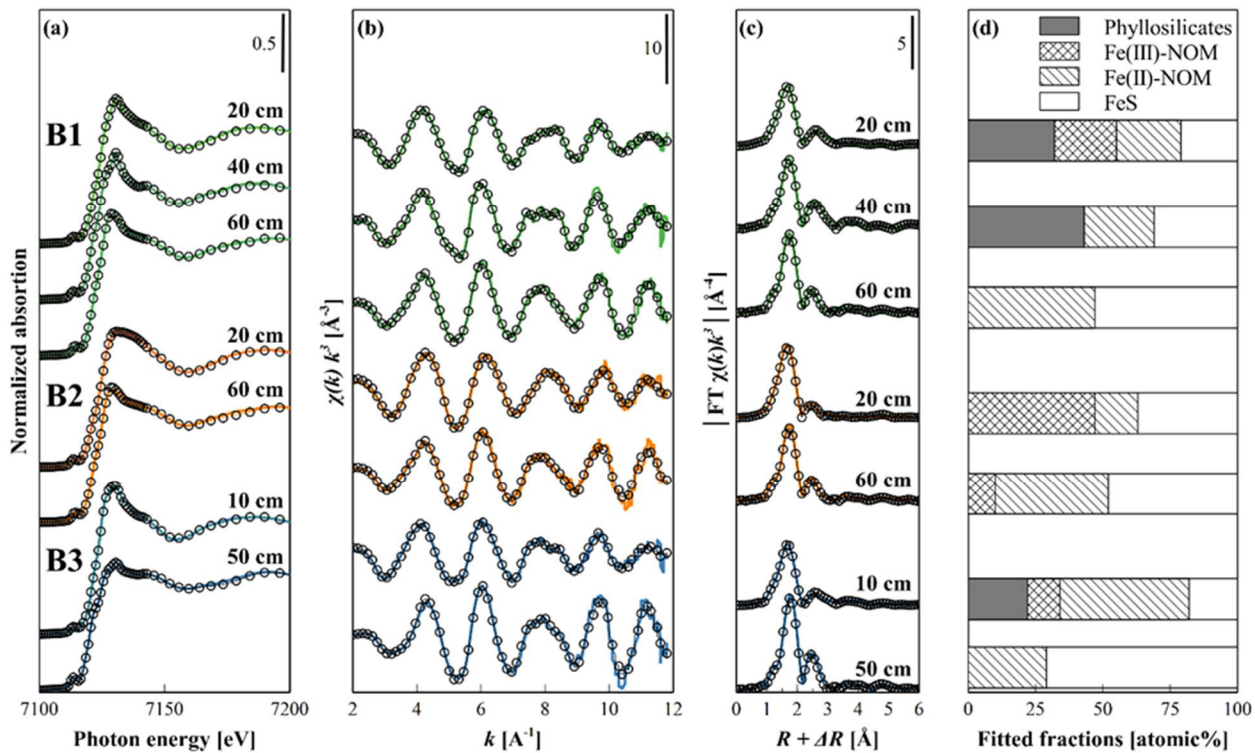 (a)
0.5
B1
20 cm
40 cm
60 cm
B2
20 cm
60 cm
B3
10 cm
50 cm
Normalized absortion
7100 7150 7200
Photon energy [eV]
(b)
10
χ(k) k³ [Å⁻³]
2 4 6 8 10 12
k [A⁻¹]
(c)
5
20 cm
40 cm
60 cm
20 cm
60 cm
10 cm
50 cm
| FT χ(k)k³ | [Å⁻⁴]
0 1 2 3 4 5 6
R + ΔR [Å]
(d)
Phyllosilicates
Fe(III)-NOM
Fe(II)-NOM
FeS
0 25 50 75 100
Fitted fractions [atomic%]